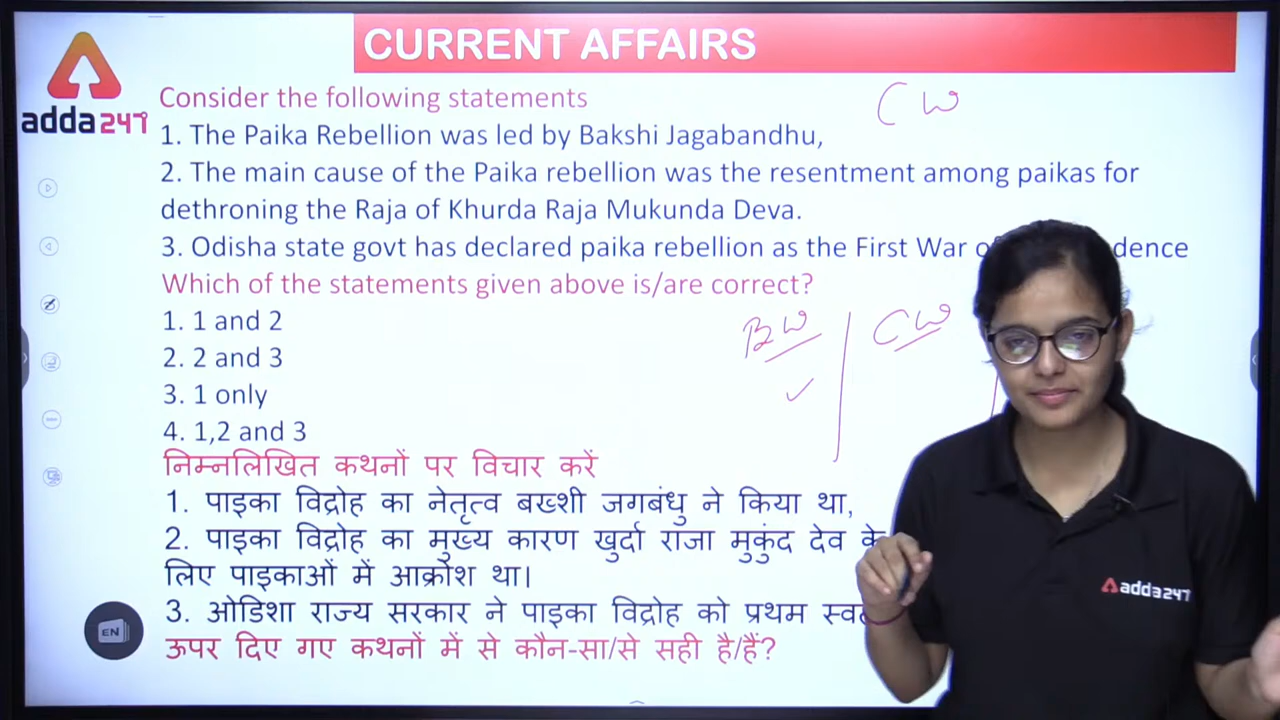 CURRENT AFFAIRS
adda247
Consider the following statements
CW
1. The Paika Rebellion was led by Bakshi Jagabandhu,
2. The main cause of the Paika rebellion was the resentment among paikas for
dethroning the Raja of Khurda Raja Mukunda Deva.
3. Odisha state govt has declared paika rebellion as the First War
Which of the statements given above is/are correct?
1. 1 and 2
BW CW
2. 2 and 3
3. 1 only
4. 1,2 and 3
निम्नलिखित कथनों पर विचार करें
1. पाइका विद्रोह का नेतृत्व बख्शी जगबंधु ने किया था,
2. पाइका विद्रोह का मुख्य कारण खुर्दा राजा मुकुंद देव के
लिए पाइकाओं में आक्रोश था।
3. ओडिशा राज्य सरकार ने पाइका विद्रोह को प्रथम
ऊपर दिए गए कथनों में से कौन-सा/से सही है/हैं?
EN
adda247